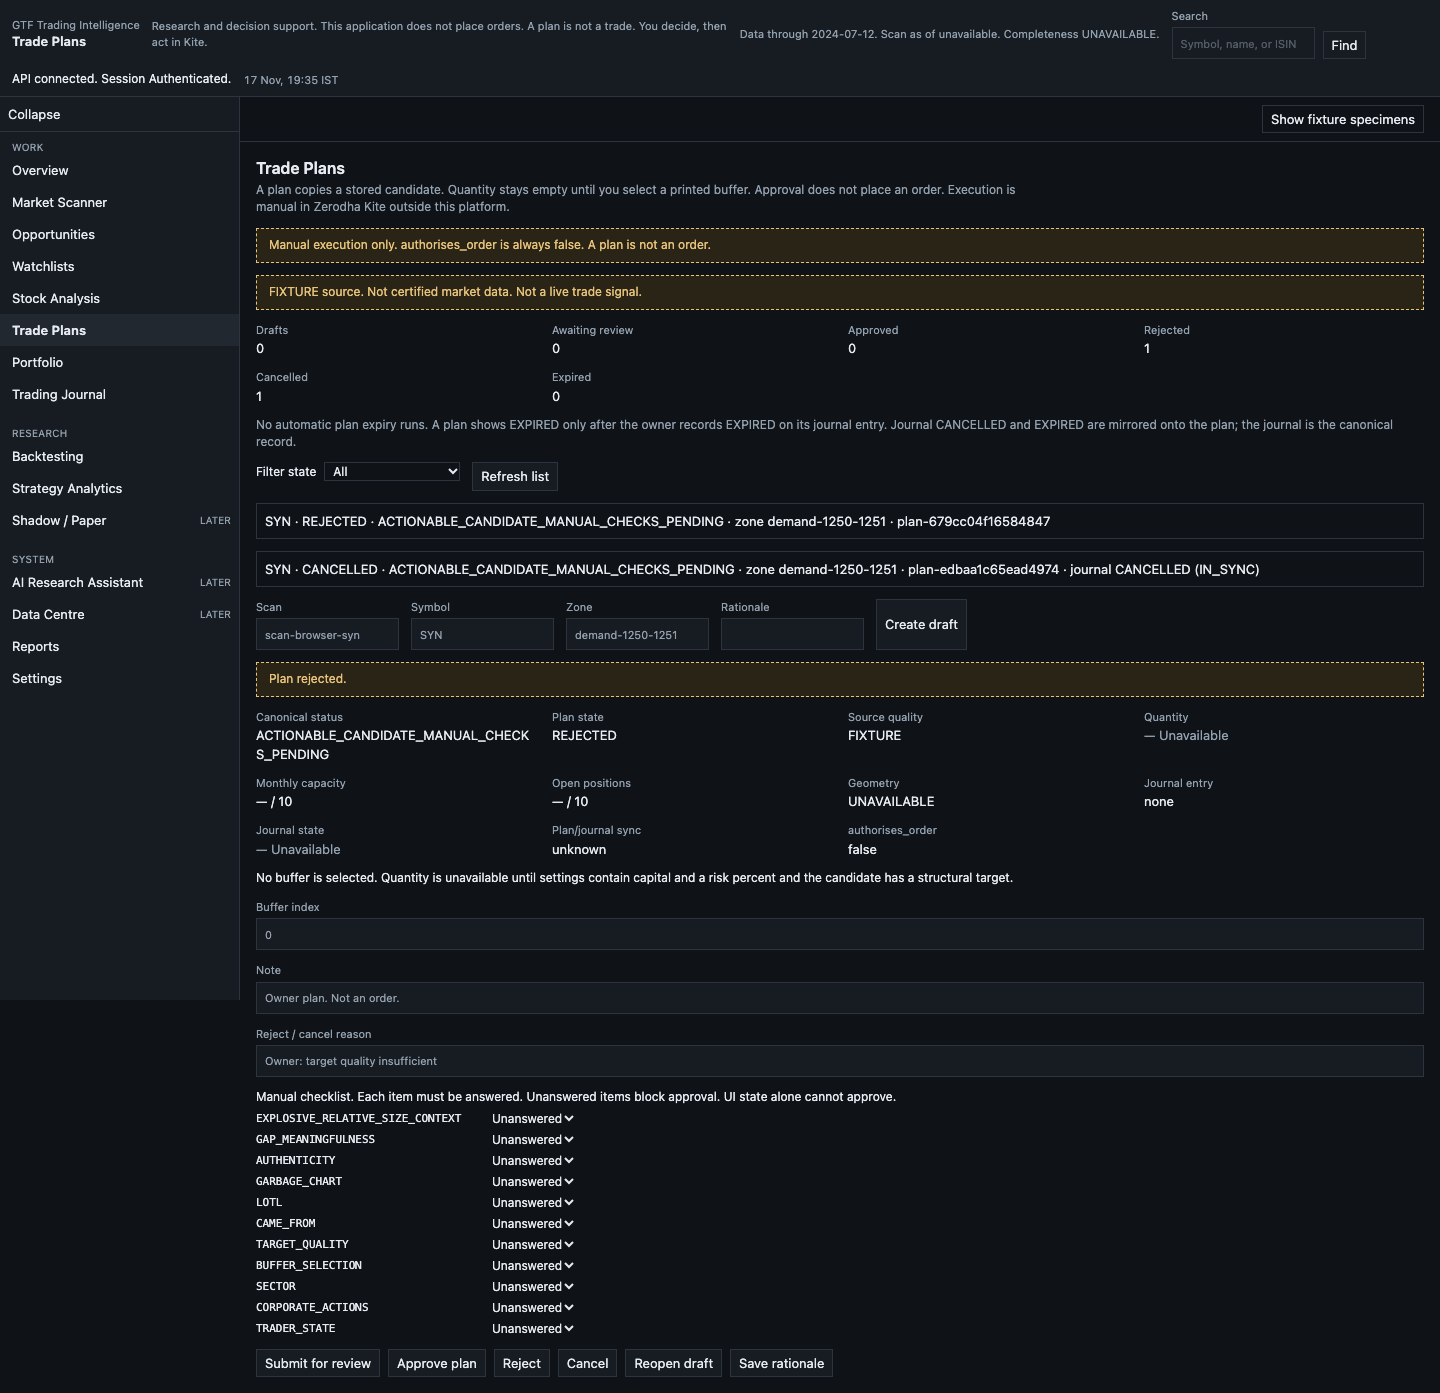 GTF Trading Intelligence
Trade Plans
Research and decision support. This application does not place orders. A plan is not a trade. You decide, then
act in Kite.
Data through 2024-07-12. Scan as of unavailable. Completeness UNAVAILABLE.
Search
Symbol, name, or ISIN
Find
API connected. Session Authenticated.
17 Nov, 19:35 IST
Collapse
WORK
Overview
Market Scanner
Opportunities
Watchlists
Stock Analysis
Trade Plans
Portfolio
Trading Journal
RESEARCH
Backtesting
Strategy Analytics
Shadow / Paper LATER
SYSTEM
AI Research Assistant LATER
Data Centre LATER
Reports
Settings
Show fixture specimens
Trade Plans
A plan copies a stored candidate. Quantity stays empty until you select a printed buffer. Approval does not place an order. Execution is
manual in Zerodha Kite outside this platform.
Manual execution only. authorises_order is always false. A plan is not an order.
FIXTURE source. Not certified market data. Not a live trade signal.
Drafts
0
Awaiting review
0
Approved
0
Rejected
1
Cancelled
1
Expired
0
No automatic plan expiry runs. A plan shows EXPIRED only after the owner records EXPIRED on its journal entry. Journal CANCELLED and EXPIRED are mirrored onto the plan; the journal is the canonical
record.
Filter state All Refresh list
SYN · REJECTED · ACTIONABLE_CANDIDATE_MANUAL_CHECKS_PENDING · zone demand-1250-1251 · plan-679cc04f16584847
SYN · CANCELLED · ACTIONABLE_CANDIDATE_MANUAL_CHECKS_PENDING · zone demand-1250-1251 · plan-edbaa1c65ead4974 · journal CANCELLED (IN_SYNC)
Scan
scan-browser-syn
Symbol
SYN
Zone
demand-1250-1251
Rationale
Create draft
Plan rejected.
Canonical status
ACTIONABLE_CANDIDATE_MANUAL_CHECK
S_PENDING
Plan state
REJECTED
Source quality
FIXTURE
Quantity
— Unavailable
Monthly capacity
— / 10
Open positions
— / 10
Geometry
UNAVAILABLE
Journal entry
none
Journal state
— Unavailable
Plan/journal sync
unknown
authorises_order
false
No buffer is selected. Quantity is unavailable until settings contain capital and a risk percent and the candidate has a structural target.
Buffer index
0
Note
Owner plan. Not an order.
Reject / cancel reason
Owner: target quality insufficient
Manual checklist. Each item must be answered. Unanswered items block approval. UI state alone cannot approve.
EXPLOSIVE_RELATIVE_SIZE_CONTEXT Unanswered
GAP_MEANINGFULNESS Unanswered
AUTHENTICITY Unanswered
GARBAGE_CHART Unanswered
LOTL Unanswered
CAME_FROM Unanswered
TARGET_QUALITY Unanswered
BUFFER_SELECTION Unanswered
SECTOR Unanswered
CORPORATE_ACTIONS Unanswered
TRADER_STATE Unanswered
Submit for review Approve plan Reject Cancel Reopen draft Save rationale